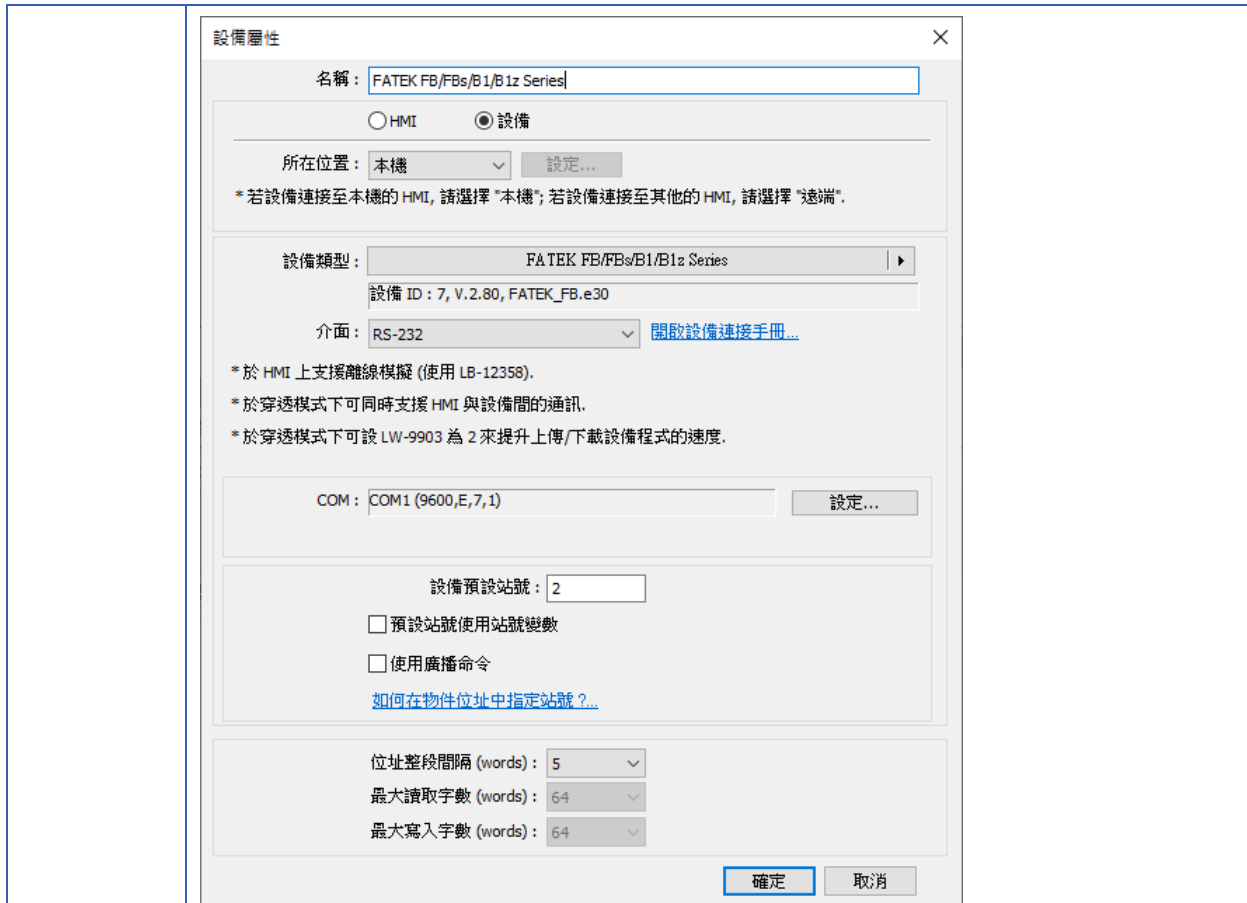 設備屬性
名稱 : FATEK FB/FBs/B1/B1z Series
HMI 設備
所在位置 : 本機 設定...
* 若設備連接至本機的 HMI, 請選擇 "本機"; 若設備連接至其他的 HMI, 請選擇 "遠端".
設備類型 : FATEK FB/FBs/B1/B1z Series
設備 ID : 7, V.2.80, FATEK_FB.e30
介面 : RS-232 開啟設備連接手冊...
* 於 HMI 上支援離線模擬 (使用 LB-12358).
* 於穿透模式下可同時支援 HMI 與設備間的通訊.
* 於穿透模式下可設 LW-9903 為 2 來提升上傳/下載設備程式的速度.
COM : COM1 (9600,E,7,1) 設定...
設備預設站號 : 2
預設站號使用站號變數
使用廣播命令
如何在物件位址中指定站號 ?...
位址整段間隔 (words) : 5
最大讀取字數 (words) : 64
最大寫入字數 (words) : 64
確定 取消